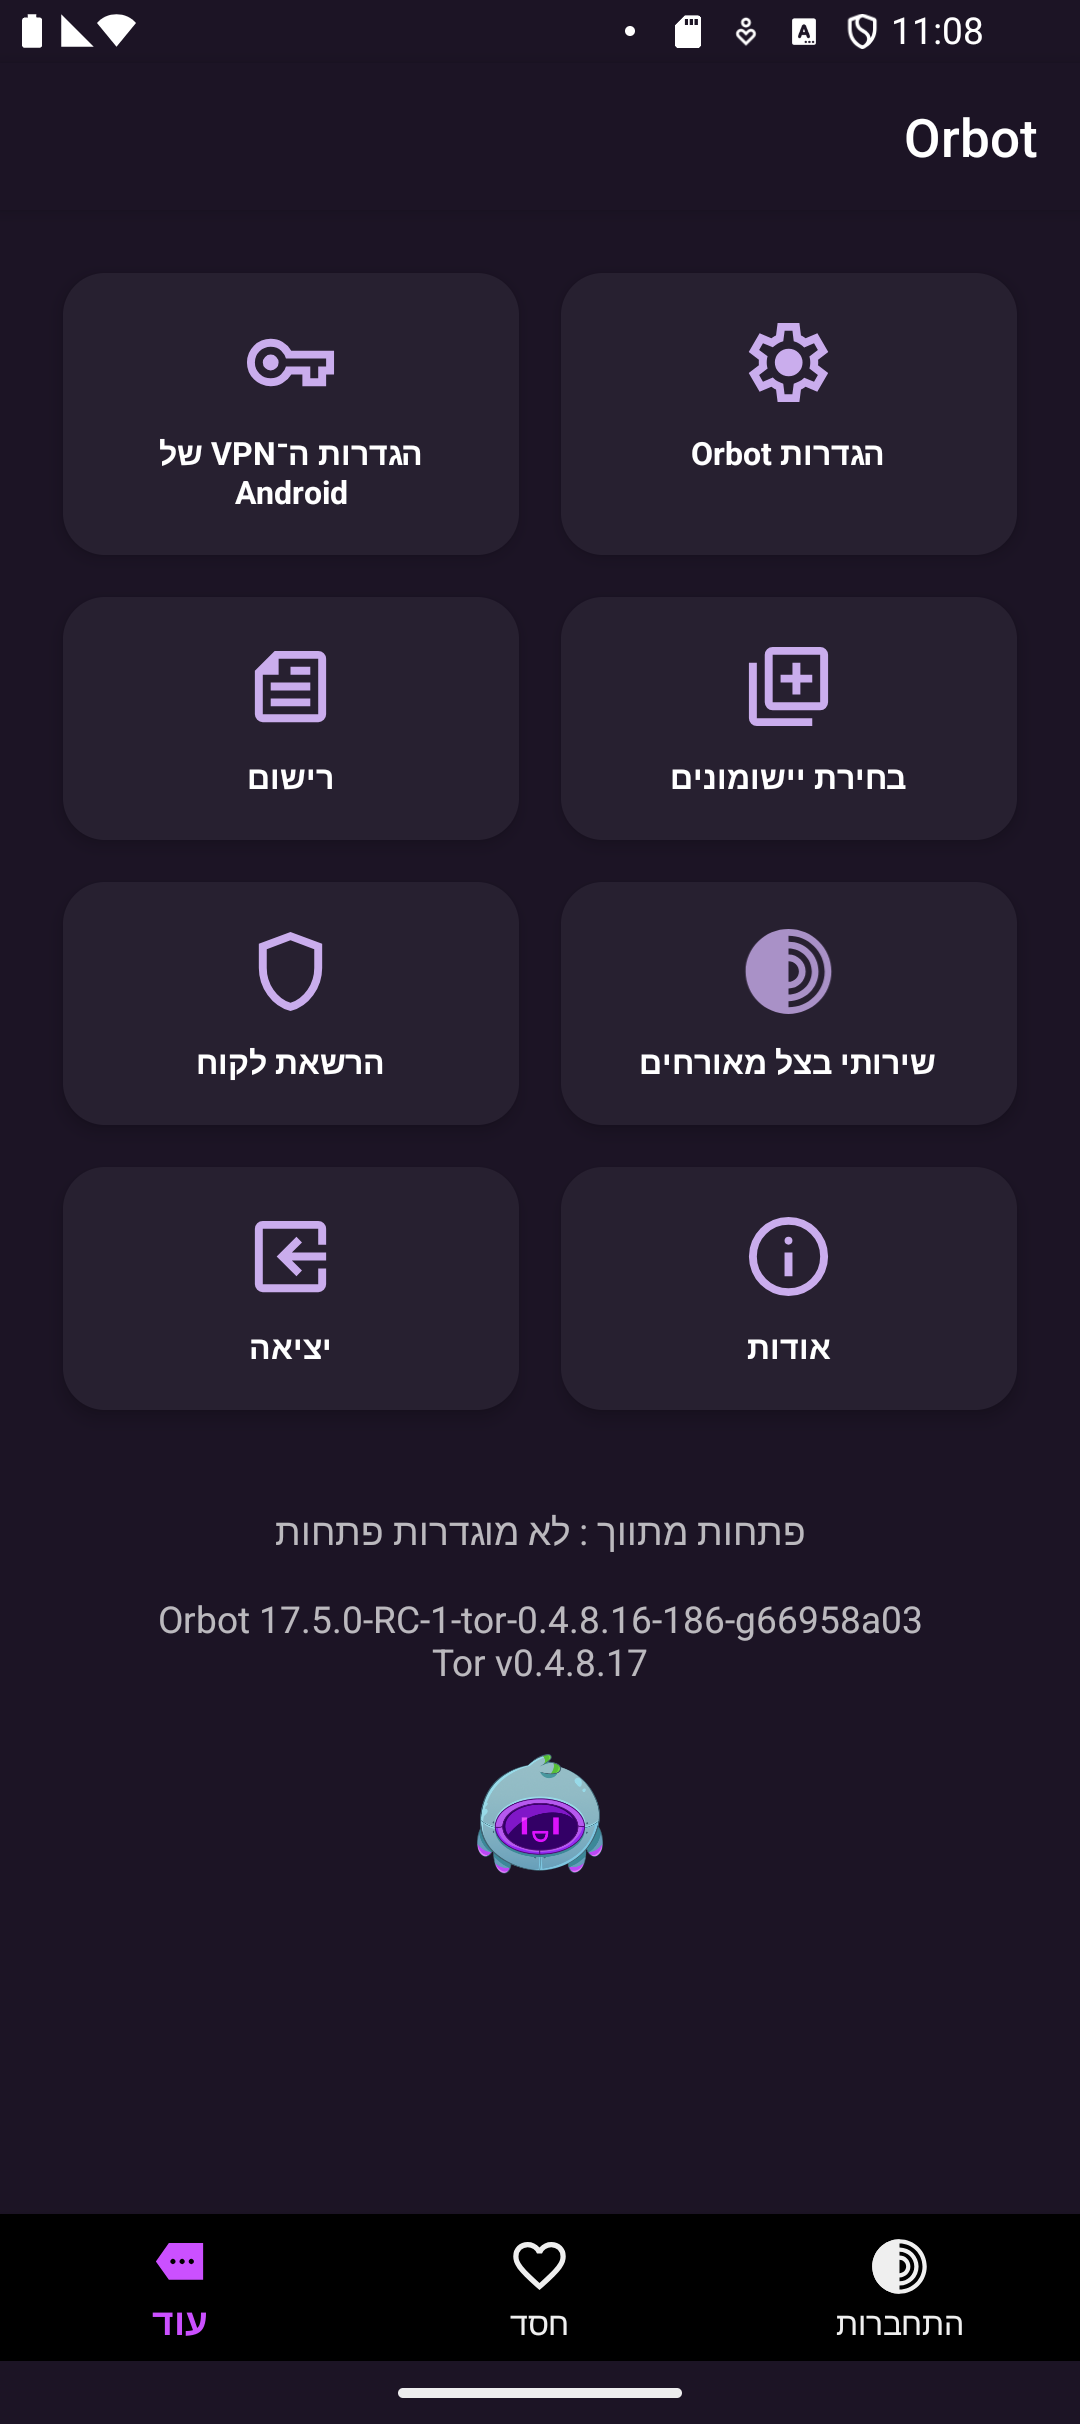 11:08
Orbot
הגדרות Orbot
הגדרות ה־VPN של
Android
בחירת יישומונים
רישום
שירותי בצל מאורחים
הרשאת לקוח
אודות
יציאה
פתחות מתווך : לא מוגדרות פתחות
Orbot 17.5.0-RC-1-tor-0.4.8.16-186-g66958a03
Tor v0.4.8.17
התחברות
חסד
עוד